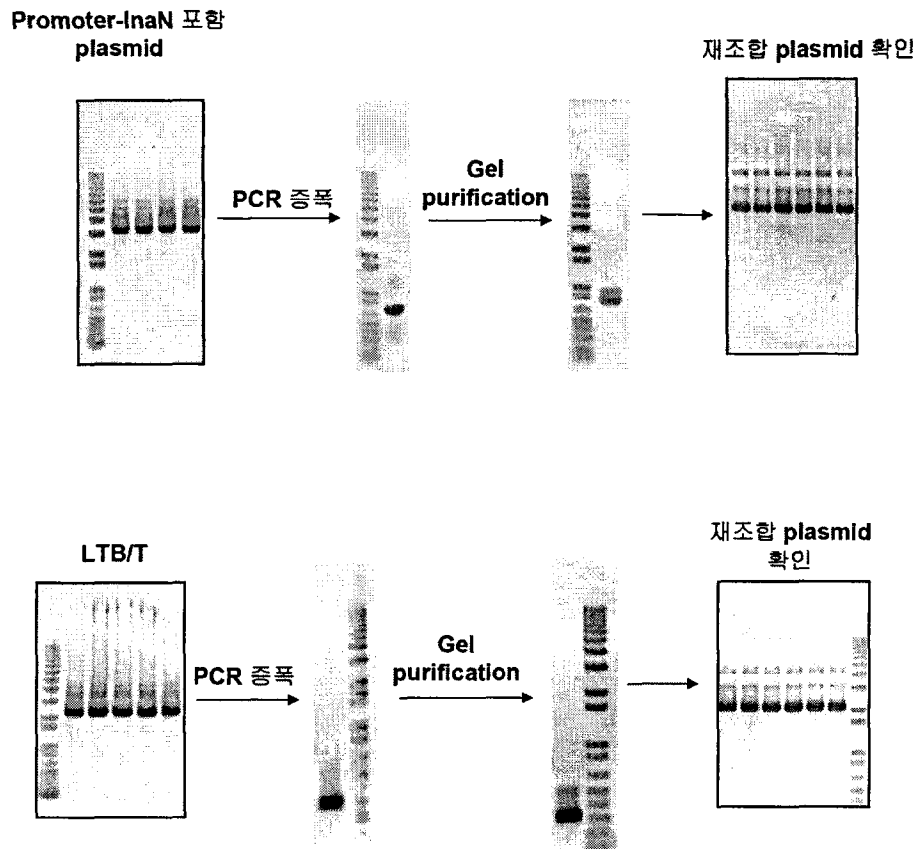 Promoter-InaN 포함
plasmid
재조합 plasmid 확인
PCR 증폭
Gel
purification
LTB/T
재조합 plasmid
확인
PCR 증폭
Gel
purification